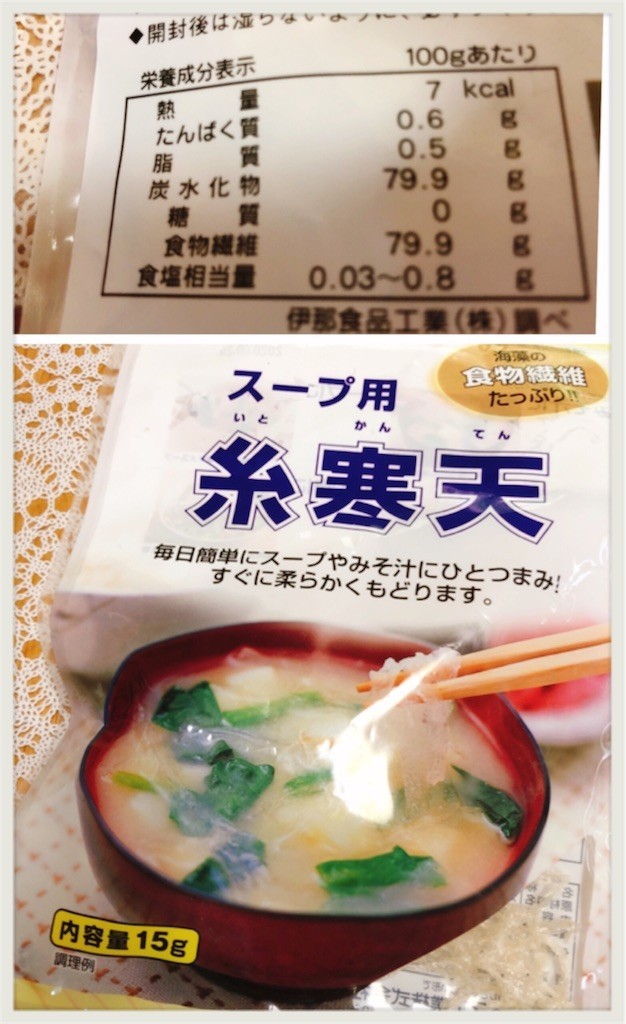 ◆開封後は湿らないように、必ず
栄養成分表示 100gあたり
熱量 7 kcal
たんぱく質 0.6 g
脂質 0.5 g
炭水化物 79.9 g
糖質 0 g
食物繊維 79.9 g
食塩相当量 0.03〜0.8 g
伊那食品工業(株)調べ
海藻の
食物繊維
たっぷり!!
スープ用
いと かん てん
糸寒天
毎日簡単にスープやみそ汁にひとつまみ!
すぐに柔らかくもどります。
内容量 15g
調理例